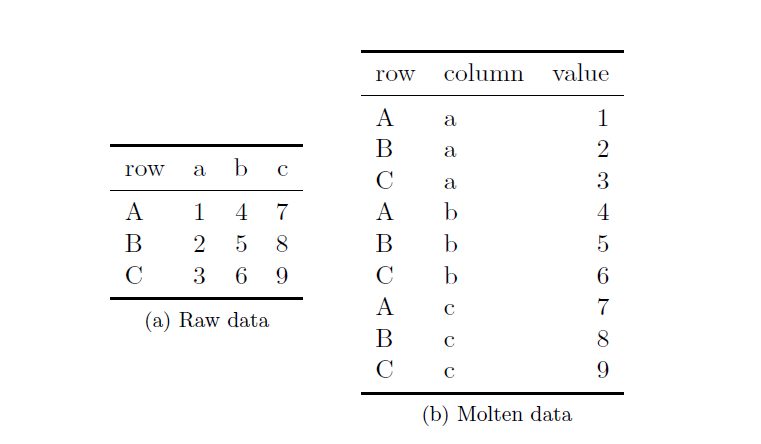 row a b c
A 1 4 7
B 2 5 8
C 3 6 9
(a) Raw data
row column value
A a 1
B a 2
C a 3
A b 4
B b 5
C b 6
A c 7
B c 8
C c 9
(b) Molten data